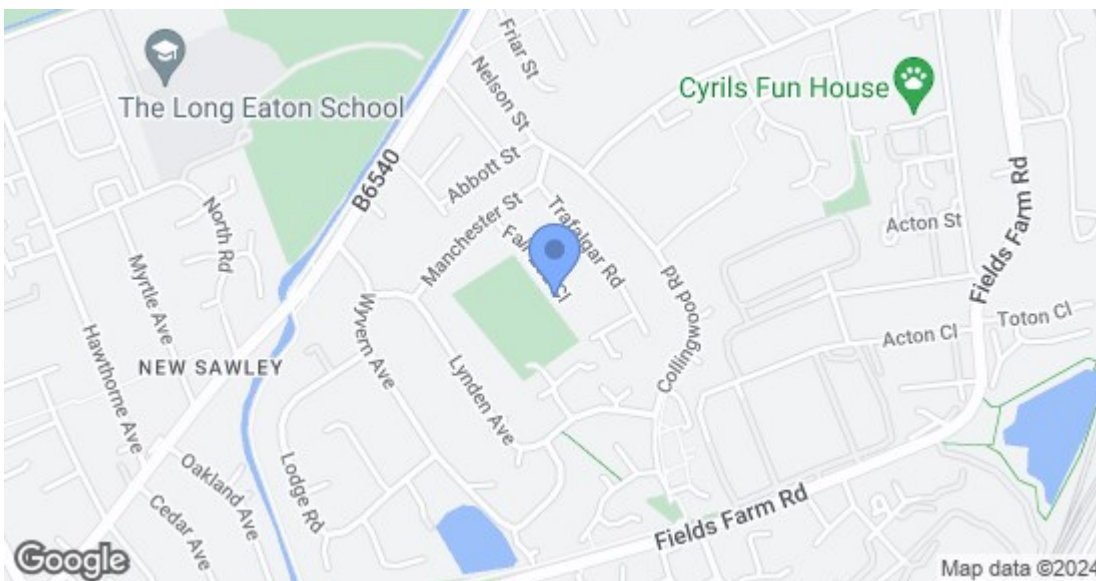 The Long Eaton School
Friar St
Nelson St
Cyrils Fun House
Abbott St
B6540
Manchester St
North Rd
Trafalgar Rd
Acton St
Fields Farm Rd
Myrtle Ave
Collingwood Rd
Hawthorne Ave
NEW SAWLEY
Wyvern Ave
Lynden Ave
Acton Cl
Toton Cl
Oakland Ave
Lodge Rd
Cedar Ave
Fields Farm Rd
Google
Map data ©2024